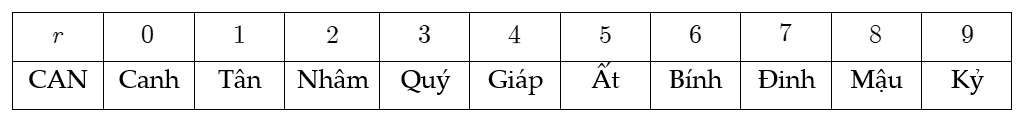 r 0 1 2 3 4 5 6 7 8 9
CAN Canh Tân Nhâm Quý Giáp Ất Bính Đinh Mậu Kỷ